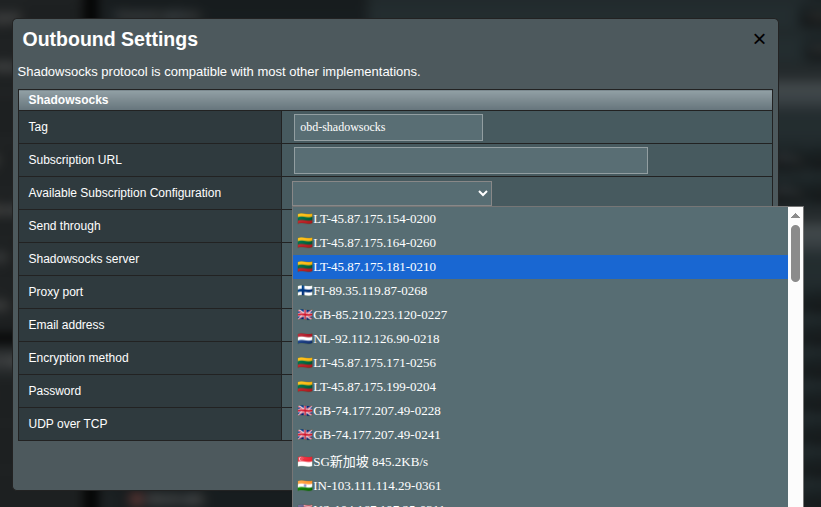 Outbound Settings
×
Shadowsocks protocol is compatible with most other implementations.
Shadowsocks
Tag
obd-shadowsocks
Subscription URL
Available Subscription Configuration
Send through
Shadowsocks server
Proxy port
Email address
Encryption method
Password
UDP over TCP
🇱🇹LT-45.87.175.154-0200
🇱🇹LT-45.87.175.164-0260
🇱🇹LT-45.87.175.181-0210
🇫🇮FI-89.35.119.87-0268
🇬🇧GB-85.210.223.120-0227
🇳🇱NL-92.112.126.90-0218
🇱🇹LT-45.87.175.171-0256
🇱🇹LT-45.87.175.199-0204
🇬🇧GB-74.177.207.49-0228
🇬🇧GB-74.177.207.49-0241
🇸🇬SG新加坡 845.2KB/s
🇮🇳IN-103.111.114.29-0361